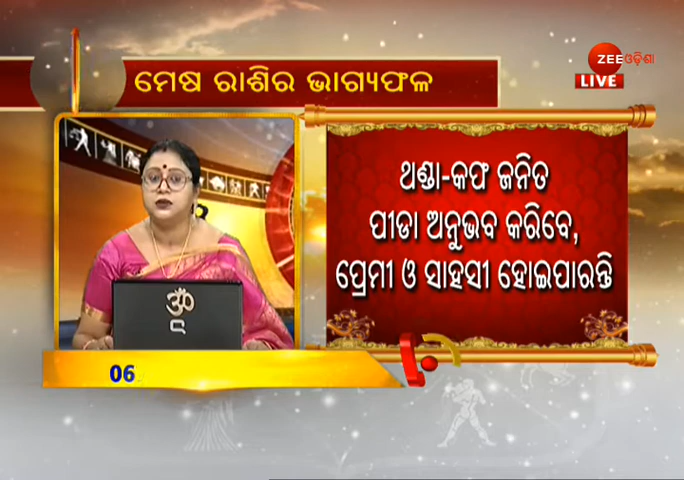 ମେଷ ରାଶିର ଭାଗ୍ୟଫଳ
ZEE ଓଡ଼ିଶା
LIVE
ଥଣ୍ଡା-କଫ ଜନିତ
ପୀଡା ଅନୁଭବ କରିବେ,
ପ୍ରେମୀ ଓ ସାହସୀ ହୋଇପାରନ୍ତି
ॐ
06